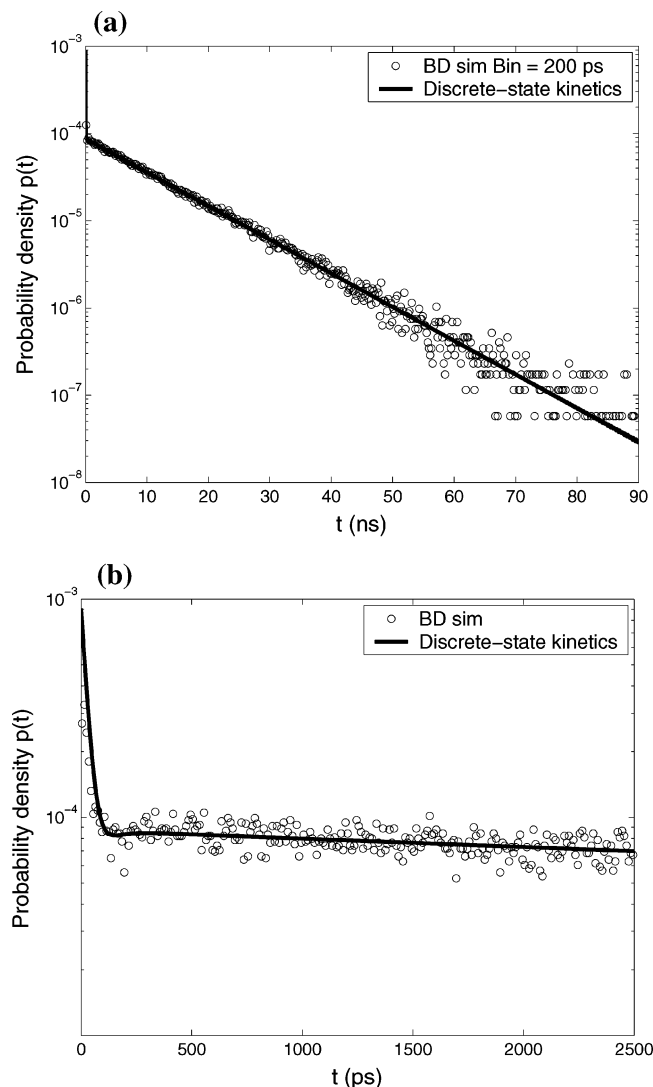 (a)
10^-3
BD sim Bin = 200 ps
Discrete−state kinetics
10^-4
10^-5
10^-6
10^-7
10^-8
Probability density p(t)
0 10 20 30 40 50 60 70 80 90
t (ns)
(b)
10^-3
BD sim
Discrete−state kinetics
10^-4
Probability density p(t)
0 500 1000 1500 2000 2500
t (ps)